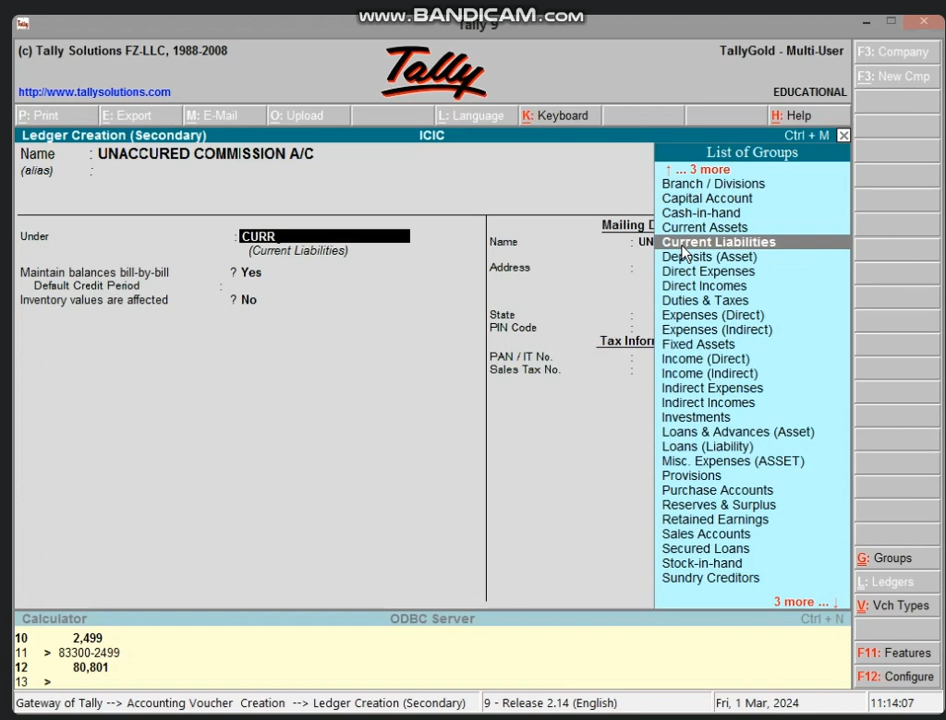 www.BANDICAM.com
Tally 9
(c) Tally Solutions FZ-LLC, 1988-2008
http://www.tallysolutions.com
Tally
TallyGold - Multi-User
EDUCATIONAL
P: Print E: Export M: E-Mail O: Upload L: Language K: Keyboard H: Help
Ledger Creation (Secondary) ICIC Ctrl + M
Name : UNACCURED COMMISSION A/C
(alias) :
Under : CURR
(Current Liabilities)
Maintain balances bill-by-bill ? Yes
Default Credit Period :
Inventory values are affected ? No
Mailing D
Name : UN
Address :
State :
PIN Code :
Tax Infor
PAN / IT No. :
Sales Tax No. :
List of Groups
↑ ... 3 more
Branch / Divisions
Capital Account
Cash-in-hand
Current Assets
Current Liabilities
Deposits (Asset)
Direct Expenses
Direct Incomes
Duties & Taxes
Expenses (Direct)
Expenses (Indirect)
Fixed Assets
Income (Direct)
Income (Indirect)
Indirect Expenses
Indirect Incomes
Investments
Loans & Advances (Asset)
Loans (Liability)
Misc. Expenses (ASSET)
Provisions
Purchase Accounts
Reserves & Surplus
Retained Earnings
Sales Accounts
Secured Loans
Stock-in-hand
Sundry Creditors
3 more ... ↓
F3: Company
F3: New Cmp
G: Groups
L: Ledgers
V: Vch Types
F11: Features
F12: Configure
Calculator ODBC Server Ctrl + N
10 2,499
11 > 83300-2499
12 80,801
13 >
Gateway of Tally --> Accounting Voucher Creation --> Ledger Creation (Secondary) 9 - Release 2.14 (English) Fri, 1 Mar, 2024 11:14:07